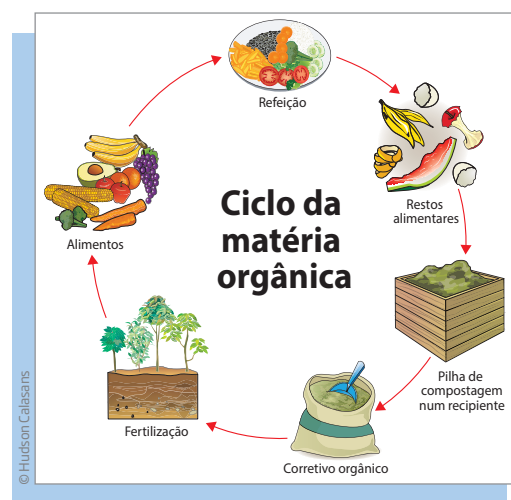 Refeição
Restos
alimentares
Ciclo da
matéria
orgânica
Alimentos
Pilha de
compostagem
num recipiente
Fertilização
Corretivo orgânico
© Hudson Calasans